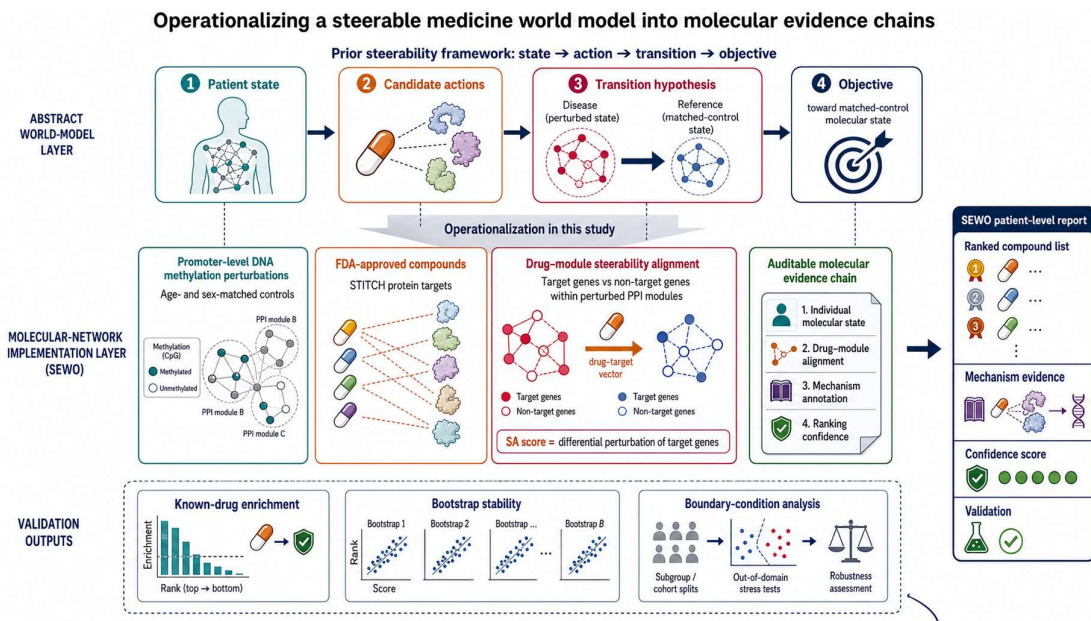 Operationalizing a steerable medicine world model into molecular evidence chains
Prior steerability framework: state → action → transition → objective
ABSTRACT
WORLD-MODEL
LAYER
1 Patient state
2 Candidate actions
3 Transition hypothesis
Disease
(perturbed state)
Reference
(matched-control
state)
4 Objective
toward matched-control
molecular state
Operationalization in this study
MOLECULAR-NETWORK
IMPLEMENTATION LAYER
(SEWO)
Promoter-level DNA
methylation perturbations
Age- and sex-matched controls
Methylation
(CpG)
Methylated
Unmethylated
PPI module B
PPI module B
PPI module C
FDA-approved compounds
STITCH protein targets
Drug–module steerability alignment
Target genes vs non-target genes
within perturbed PPI modules
drug–target
vector
Target genes
Non-target genes
Target genes
Non-target genes
SA score = differential perturbation of target genes
Auditable molecular
evidence chain
1. Individual
molecular state
2. Drug–module
alignment
3. Mechanism
annotation
4. Ranking
confidence
SEWO patient-level report
Ranked compound list
1 ...
2 ...
3 ...
⋮
Mechanism evidence
Confidence score
Validation
VALIDATION
OUTPUTS
Known-drug enrichment
Enrichment
Rank (top → bottom)
Bootstrap stability
Bootstrap 1
Bootstrap 2
Bootstrap ...
Bootstrap B
Rank
...
Score
Boundary-condition analysis
Subgroup /
cohort splits
Out-of-domain
stress tests
Robustness
assessment